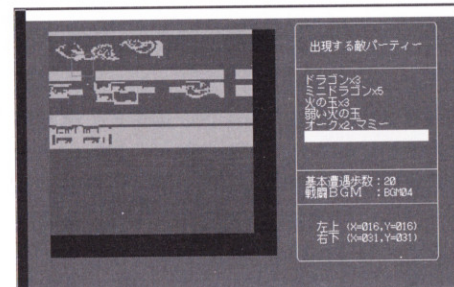 出現する敵パーティー
ドラゴンx3
ミニドラゴンx5
火の玉x3
弱い火の玉
オークx2,マミー
基本遭遇歩数:20
戦闘BGM :BGM04
左上 (X=016,Y=016)
右下 (X=031,Y=031)